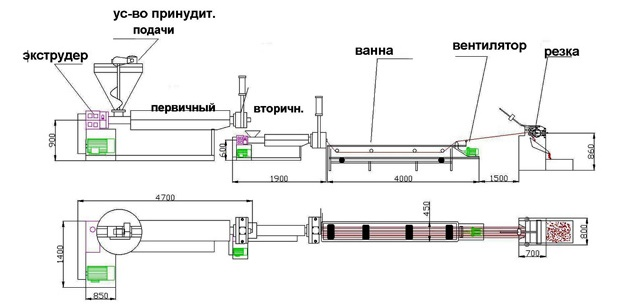 ус-во принудит.
подачи
экструдер
первичный
вторичн.
ванна
вентилятор
резка
900
600
860
1900
4000
1500
4700
450
1400
850
700
800